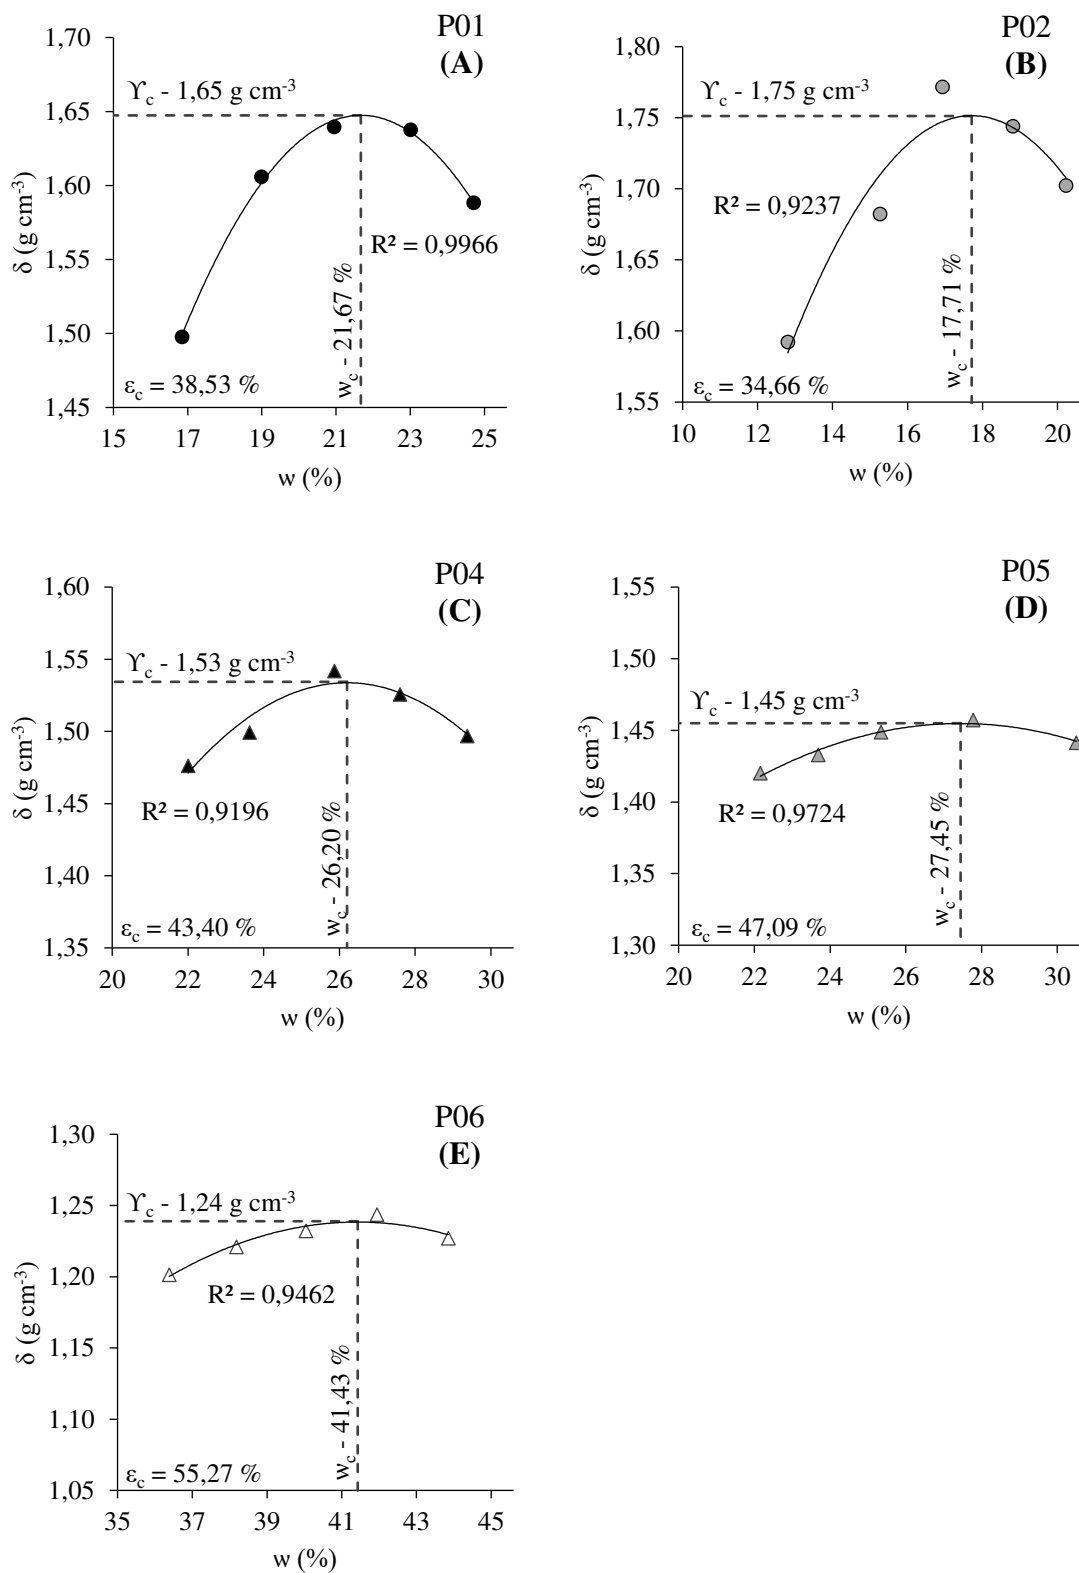 P01
(A)
1,70
1,65
1,60
1,55
1,50
1,45
δ (g cm-3)
ϒc - 1,65 g cm-3
R² = 0,9966
wc - 21,67 %
εc = 38,53 %
15 17 19 21 23 25
w (%)
P02
(B)
1,80
1,75
1,70
1,65
1,60
1,55
δ (g cm-3)
ϒc - 1,75 g cm-3
R² = 0,9237
wc - 17,71 %
εc = 34,66 %
10 12 14 16 18 20
w (%)
P04
(C)
1,60
1,55
1,50
1,45
1,40
1,35
δ (g cm-3)
ϒc - 1,53 g cm-3
R² = 0,9196
wc - 26,20 %
εc = 43,40 %
20 22 24 26 28 30
w (%)
P05
(D)
1,55
1,50
1,45
1,40
1,35
1,30
δ (g cm-3)
ϒc - 1,45 g cm-3
R² = 0,9724
wc - 27,45 %
εc = 47,09 %
20 22 24 26 28 30
w (%)
P06
(E)
1,30
1,25
1,20
1,15
1,10
1,05
δ (g cm-3)
ϒc - 1,24 g cm-3
R² = 0,9462
wc - 41,43 %
εc = 55,27 %
35 37 39 41 43 45
w (%)